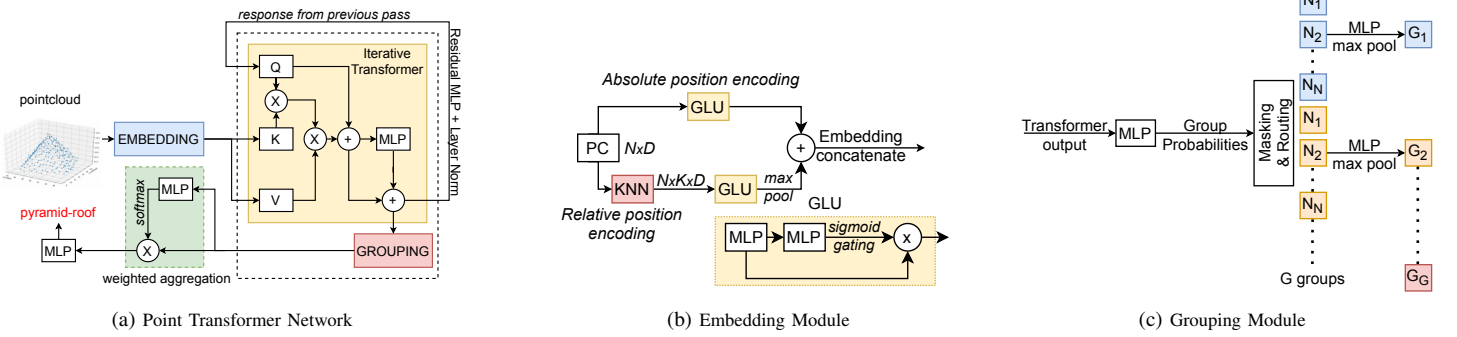 response from previous pass
Iterative
Transformer
Q
X
K
X
+
MLP
V
+
Residual MLP + Layer Norm
pointcloud
EMBEDDING
GROUPING
MLP
softmax
X
weighted aggregation
pyramid-roof
MLP
(a) Point Transformer Network
Absolute position encoding
GLU
PC
NxD
+
Embedding
concatenate
KNN
NxKxD
GLU
max
pool
Relative position
encoding
GLU
MLP
MLP
sigmoid
gating
x
(b) Embedding Module
Transformer
output
MLP
Group
Probabilities
Masking
& Routing
N1
N2
MLP
max pool
G1
NN
N1
N2
MLP
max pool
G2
NN
G groups
GG
(c) Grouping Module